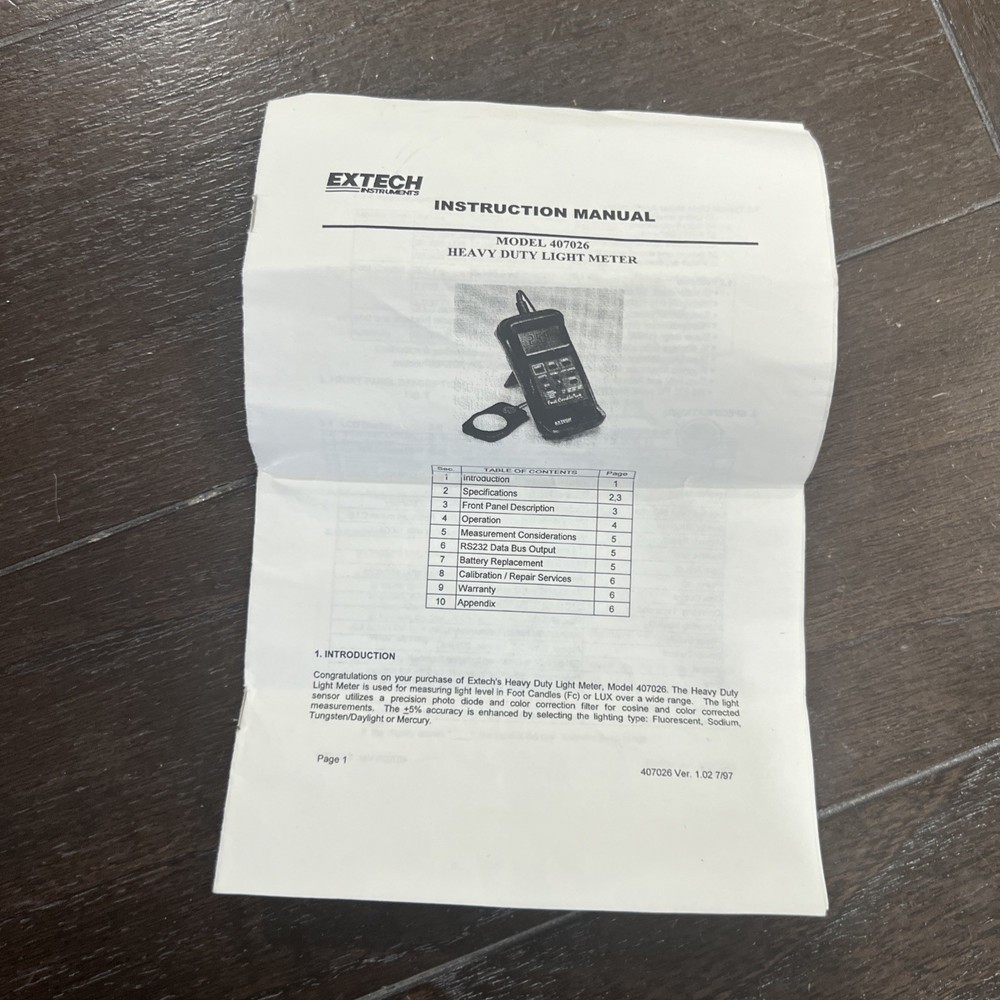 EXTECH
INSTRUMENTS
INSTRUCTION MANUAL
MODEL 407026
HEAVY DUTY LIGHT METER
EXTECH
Sec. TABLE OF CONTENTS Page
1 Introduction 1
2 Specifications 2,3
3 Front Panel Description 3
4 Operation 4
5 Measurement Considerations 5
6 RS232 Data Bus Output 5
7 Battery Replacement 5
8 Calibration / Repair Services 6
9 Warranty 6
10 Appendix 6
1. INTRODUCTION
Congratulations on your purchase of Extech's Heavy Duty Light Meter, Model 407026. The Heavy Duty
Light Meter is used for measuring light level in Foot Candles (Fc) or LUX over a wide range. The light
sensor utilizes a precision photo diode and color correction filter for cosine and color corrected
measurements. The ±5% accuracy is enhanced by selecting the lighting type: Fluorescent, Sodium,
Tungsten/Daylight or Mercury.
Page 1
407026 Ver. 1.02 7/97